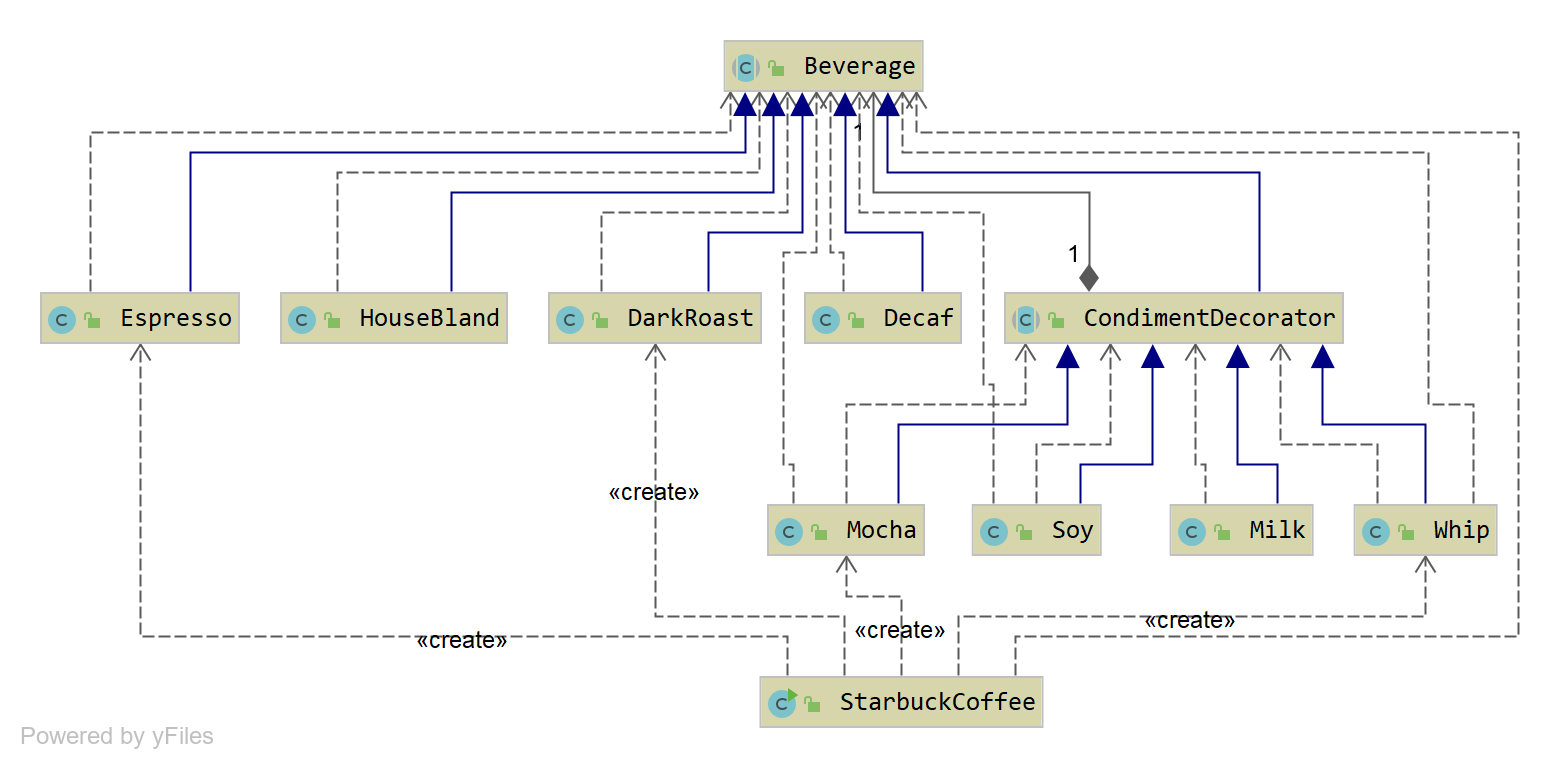 Beverage
1
1
Espresso
HouseBland
DarkRoast
Decaf
CondimentDecorator
«create»
Mocha
Soy
Milk
Whip
«create»
«create»
«create»
StarbuckCoffee
Powered by yFiles